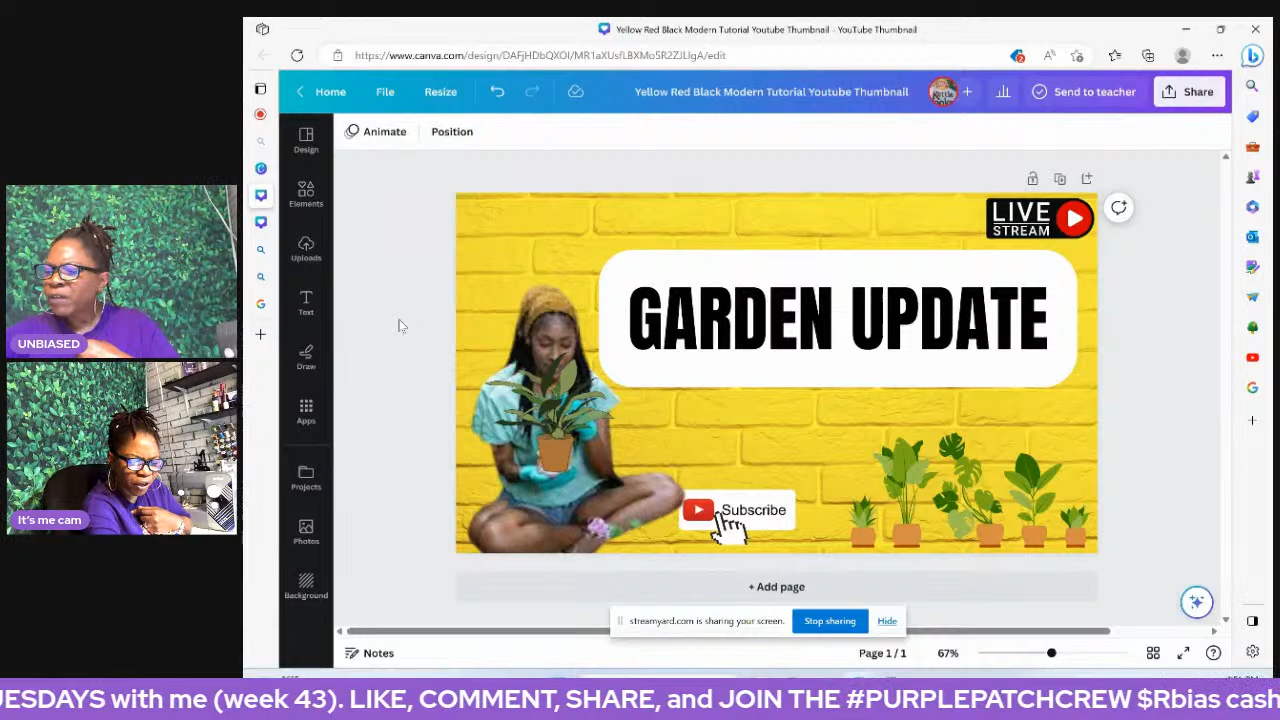 Yellow Red Black Modern Tutorial Youtube Thumbnail - YouTube Thumbnail
https://www.canva.com/design/DAFjHDbQXOI/MR1aXUsfLBXMo5R2ZJLIgA/edit
Home File Resize
Yellow Red Black Modern Tutorial Youtube Thumbnail
Send to teacher
Share
Animate Position
Design
Elements
Uploads
Text
Draw
Apps
Projects
Photos
Background
LIVE
STREAM
GARDEN UPDATE
Subscribe
+ Add page
streamyard.com is sharing your screen. Stop sharing Hide
Notes
Page 1 / 1 67%
UNBIASED
It's me cam
UESDAYS with me (week 43). LIKE, COMMENT, SHARE, and JOIN THE #PURPLEPATCHCREW $Rbias cash